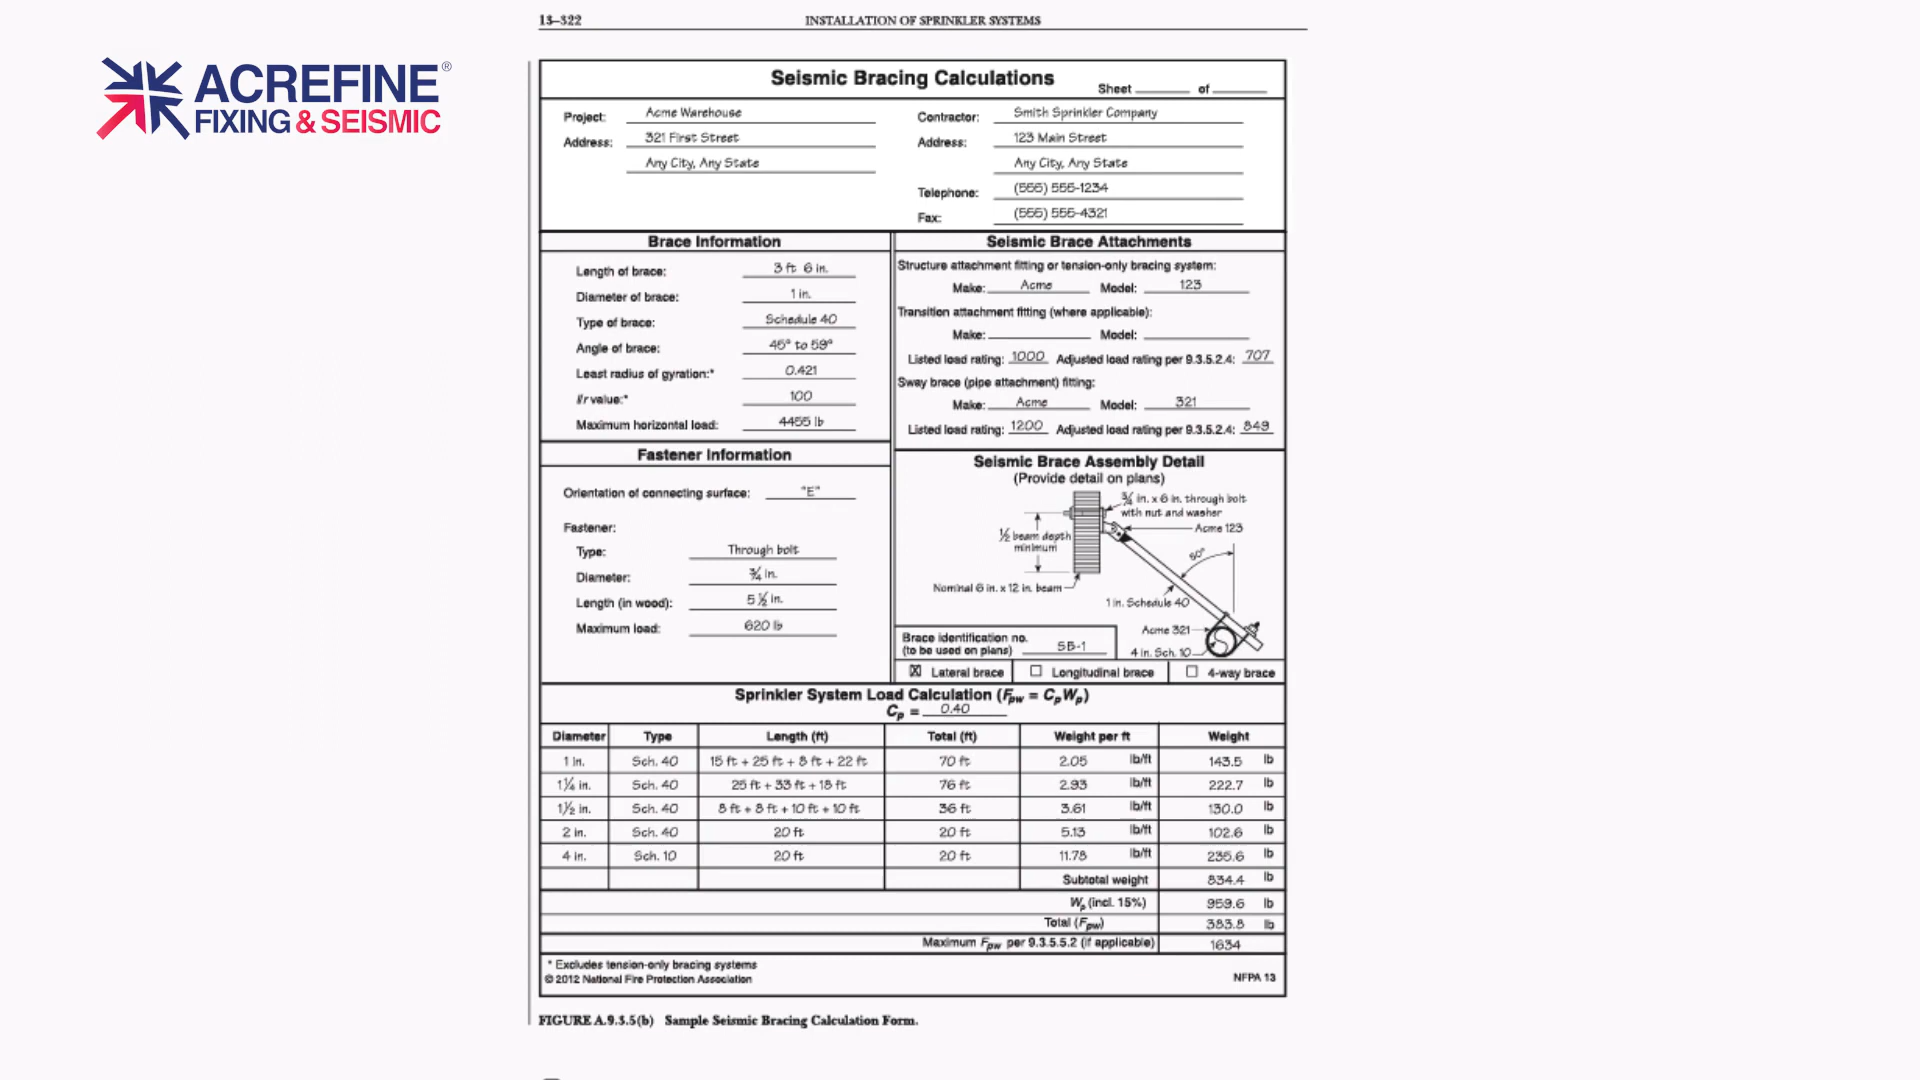 13–322
INSTALLATION OF SPRINKLER SYSTEMS
ACREFINE®
FIXING & SEISMIC
Seismic Bracing Calculations
Sheet ______ of ______
Project: Acme Warehouse
Address: 321 First Street
Any City, Any State
Contractor: Smith Sprinkler Company
Address: 123 Main Street
Any City, Any State
Telephone: (555) 555-1234
Fax: (555) 555-4321
Brace Information
Length of brace: 3 ft 6 in.
Diameter of brace: 1 in.
Type of brace: Schedule 40
Angle of brace: 45° to 59°
Least radius of gyration:* 0.421
l/r value:* 100
Maximum horizontal load: 4455 lb
Fastener Information
Orientation of connecting surface: "E"
Fastener:
Type: Through bolt
Diameter: ¾ in.
Length (in wood): 5 ½ in.
Maximum load: 620 lb
Seismic Brace Attachments
Structure attachment fitting or tension-only bracing system:
Make: Acme Model: 123
Transition attachment fitting (where applicable):
Make: ______ Model: ______
Listed load rating: 1000 Adjusted load rating per 9.3.5.2.4: 707
Sway brace (pipe attachment) fitting:
Make: Acme Model: 321
Listed load rating: 1200 Adjusted load rating per 9.3.5.2.4: 849
Seismic Brace Assembly Detail
(Provide detail on plans)
¾ in. x 6 in. through bolt
with nut and washer
Acme 123
½ beam depth
minimum
60°
Nominal 6 in. x 12 in. beam
1 in. Schedule 40
Acme 321
4 in. Sch. 10
Brace identification no.
(to be used on plans) SB-1
☒ Lateral brace ☐ Longitudinal brace ☐ 4-way brace
Sprinkler System Load Calculation (Fpw = CpWp)
Cp = 0.40
Diameter Type Length (ft) Total (ft) Weight per ft Weight
1 in. Sch. 40 15 ft + 25 ft + 8 ft + 22 ft 70 ft 2.05 lb/ft 143.5 lb
1¼ in. Sch. 40 25 ft + 33 ft + 18 ft 76 ft 2.93 lb/ft 222.7 lb
1½ in. Sch. 40 8 ft + 8 ft + 10 ft + 10 ft 36 ft 3.61 lb/ft 130.0 lb
2 in. Sch. 40 20 ft 20 ft 5.13 lb/ft 102.6 lb
4 in. Sch. 10 20 ft 20 ft 11.78 lb/ft 235.6 lb
Subtotal weight 834.4 lb
Wp (incl. 15%) 959.6 lb
Total (Fpw) 383.8 lb
Maximum Fpw per 9.3.5.5.2 (if applicable) 1634
* Excludes tension-only bracing systems
© 2012 National Fire Protection Association
NFPA 13
FIGURE A.9.3.5(b) Sample Seismic Bracing Calculation Form.